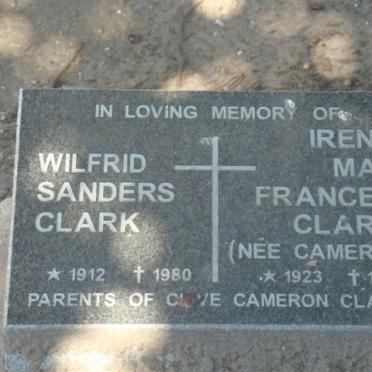 IN LOVING MEMORY OF
WILFRID
SANDERS
CLARK
★ 1912 ✝ 1980
IREN
MA
FRANCE
CLAR
(NEE CAMER
★ 1923 ✝ 1
PARENTS OF CLIVE CAMERON CLA